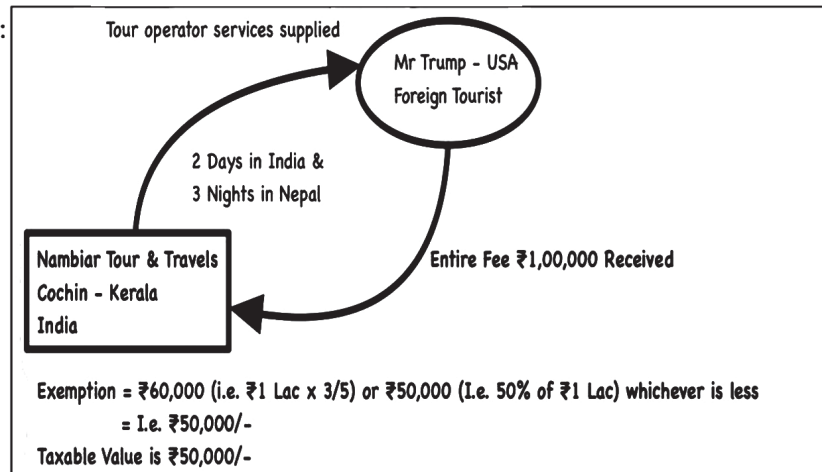 :
Tour operator services supplied
Mr Trump - USA
Foreign Tourist
2 Days in India &
3 Nights in Nepal
Nambiar Tour & Travels
Cochin - Kerala
India
Entire Fee ₹1,00,000 Received
Exemption = ₹60,000 (i.e. ₹1 Lac x 3/5) or ₹50,000 (I.e. 50% of ₹1 Lac) whichever is less
= I.e. ₹50,000/-
Taxable Value is ₹50,000/-